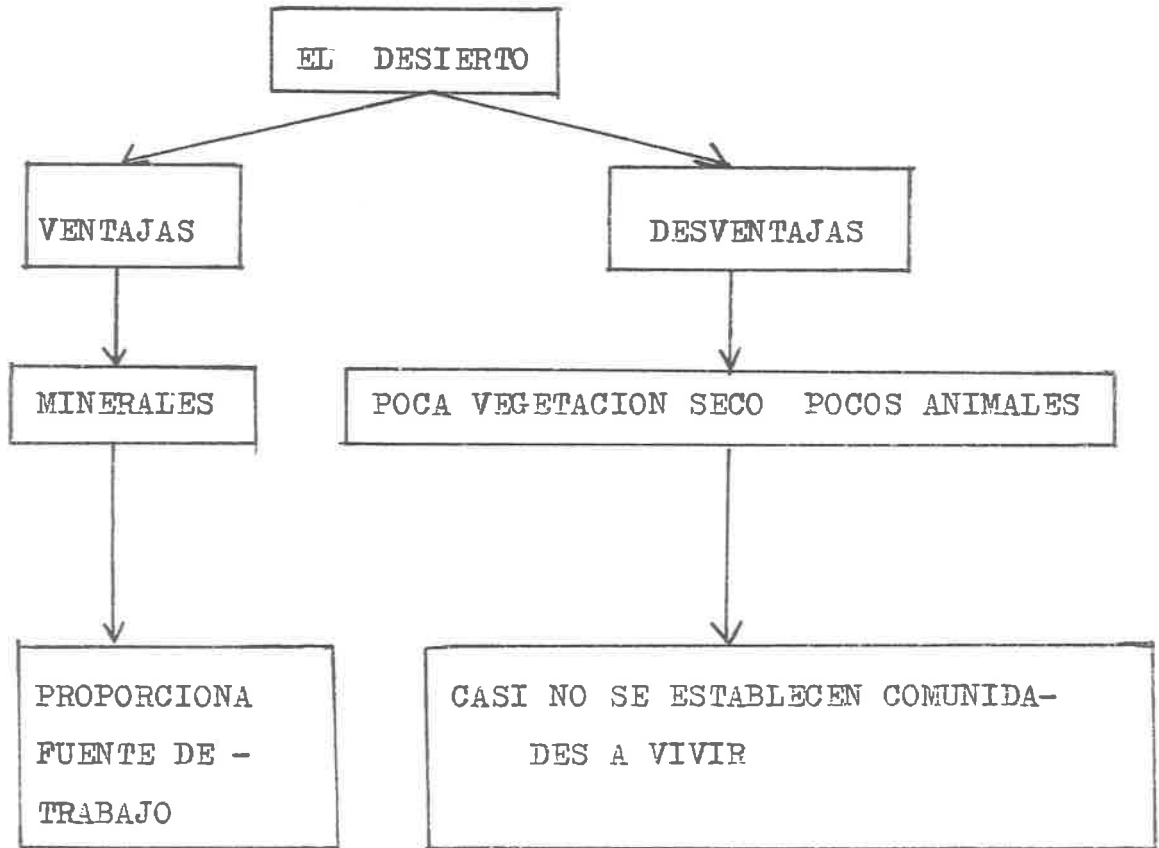 EL DESIERTO
VENTAJAS
DESVENTAJAS
MINERALES
POCA VEGETACION SECO POCOS ANIMALES
PROPORCIONA
FUENTE DE -
TRABAJO
CASI NO SE ESTABLECEN COMUNIDA-
DES A VIVIR